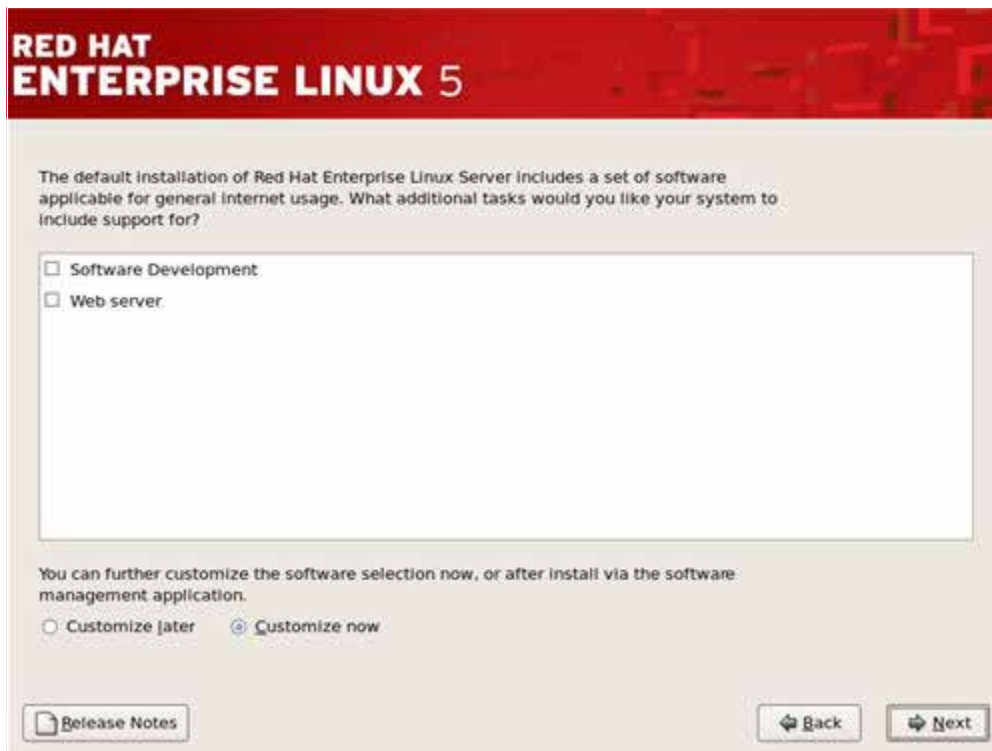 RED HAT
ENTERPRISE LINUX 5
The default installation of Red Hat Enterprise Linux Server includes a set of software
applicable for general internet usage. What additional tasks would you like your system to
include support for?
Software Development
Web server
You can further customize the software selection now, or after install via the software
management application.
Customize later Customize now
Release Notes Back Next